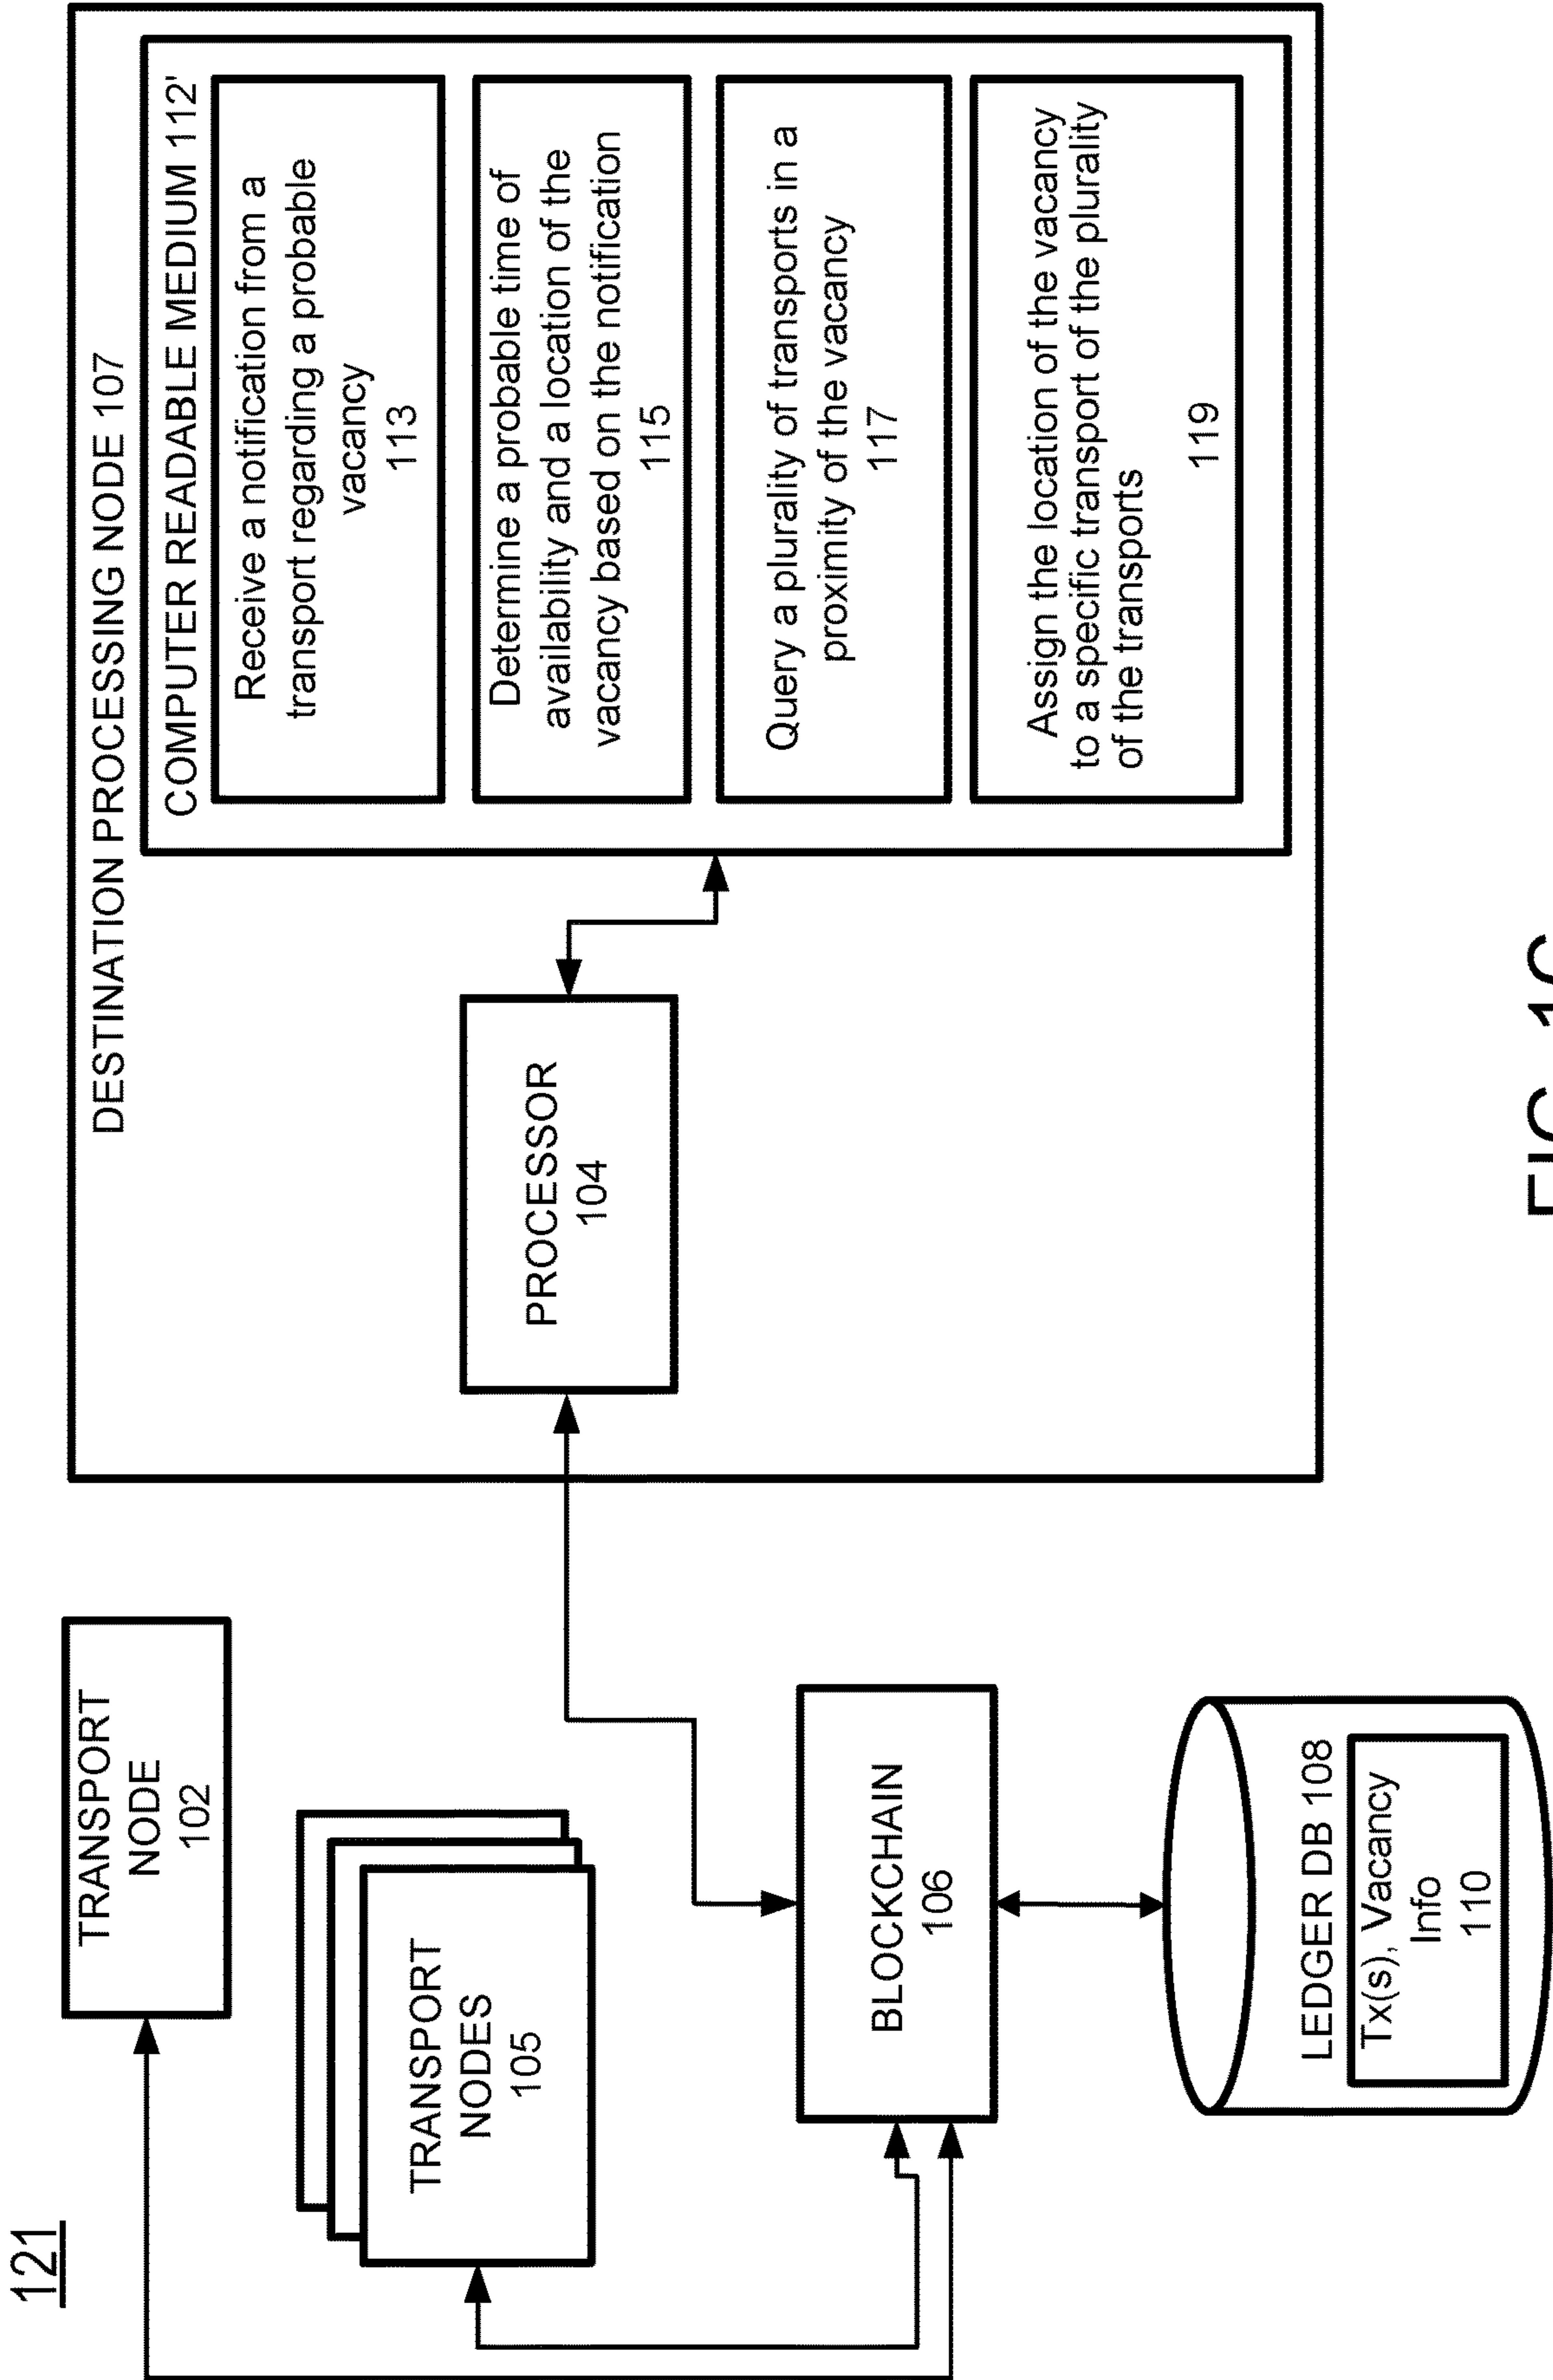 121
TRANSPORT
NODE
102
TRANSPORT
NODES
105
BLOCKCHAIN
106
LEDGER DB 108
Tx(s), Vacancy
Info
110
DESTINATION PROCESSING NODE 107
PROCESSOR
104
COMPUTER READABLE MEDIUM 112'
Receive a notification from a
transport regarding a probable
vacancy
113
Determine a probable time of
availability and a location of the
vacancy based on the notification
115
Query a plurality of transports in a
proximity of the vacancy
117
Assign the location of the vacancy
to a specific transport of the plurality
of the transports
119